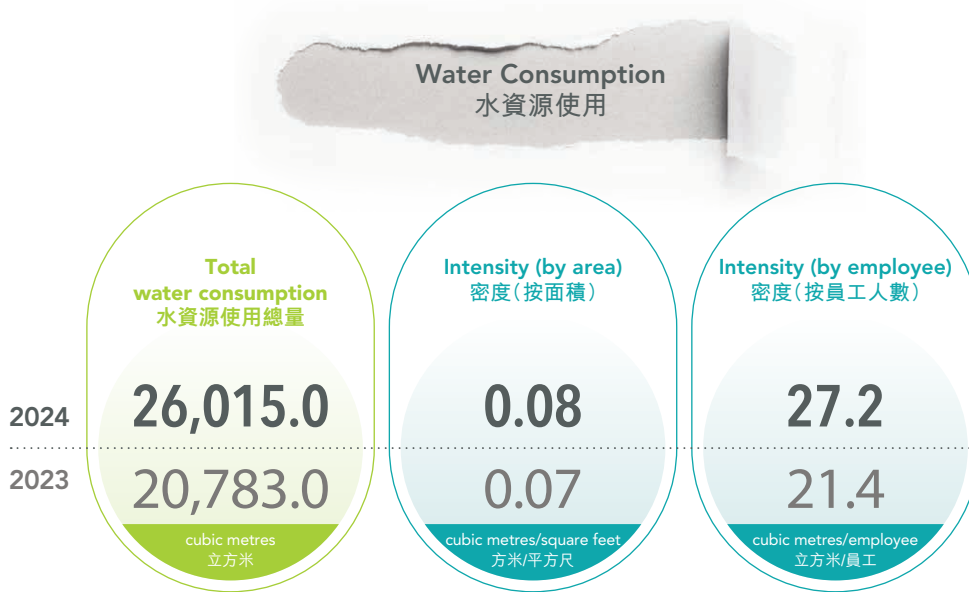 Water Consumption
水資源使用
Total
water consumption
水資源使用總量
Intensity (by area)
密度（按面積）
Intensity (by employee)
密度（按員工人數）
2024
26,015.0
0.08
27.2
2023
20,783.0
0.07
21.4
cubic metres
立方米
cubic metres/square feet
方米/平方尺
cubic metres/employee
立方米/員工